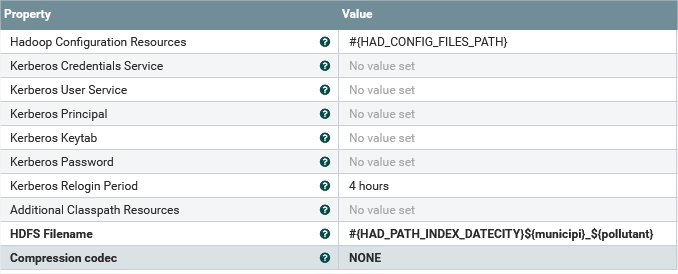 Property Value
Hadoop Configuration Resources #{HAD_CONFIG_FILES_PATH}
Kerberos Credentials Service No value set
Kerberos User Service No value set
Kerberos Principal No value set
Kerberos Keytab No value set
Kerberos Password No value set
Kerberos Relogin Period 4 hours
Additional Classpath Resources No value set
HDFS Filename #{HAD_PATH_INDEX_DATECITY}${municipi}_${pollutant}
Compression codec NONE